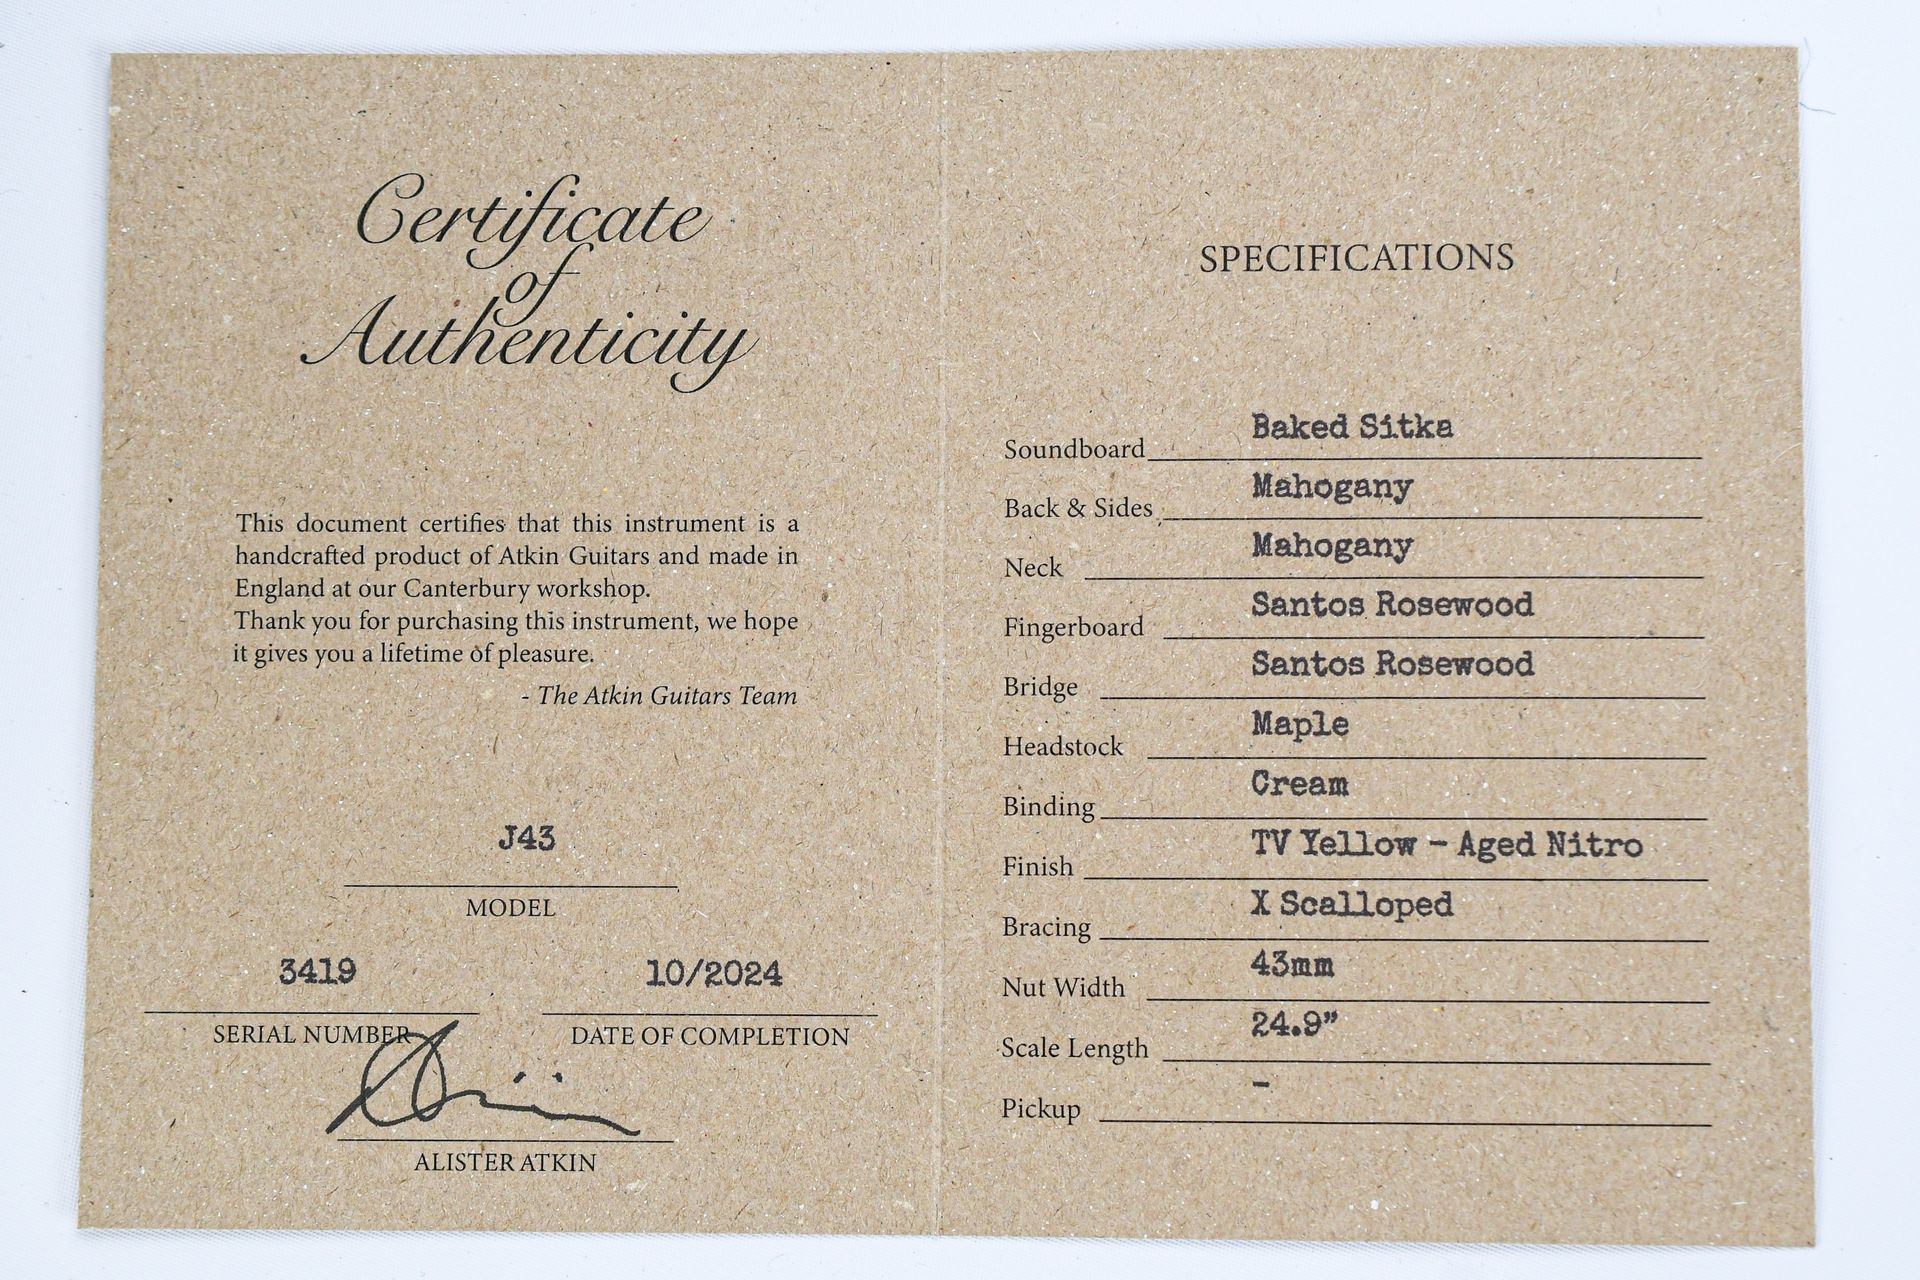 Certificate
of
Authenticity
This document certifies that this instrument is a
handcrafted product of Atkin Guitars and made in
England at our Canterbury workshop.
Thank you for purchasing this instrument, we hope
it gives you a lifetime of pleasure.
- The Atkin Guitars Team
J43
MODEL
3419
SERIAL NUMBER
10/2024
DATE OF COMPLETION
Atkin
ALISTER ATKIN
SPECIFICATIONS
Soundboard Baked Sitka
Back & Sides Mahogany
Neck Mahogany
Fingerboard Santos Rosewood
Bridge Santos Rosewood
Headstock Maple
Binding Cream
Finish TV Yellow - Aged Nitro
Bracing X Scalloped
Nut Width 43mm
Scale Length 24.9”
Pickup -